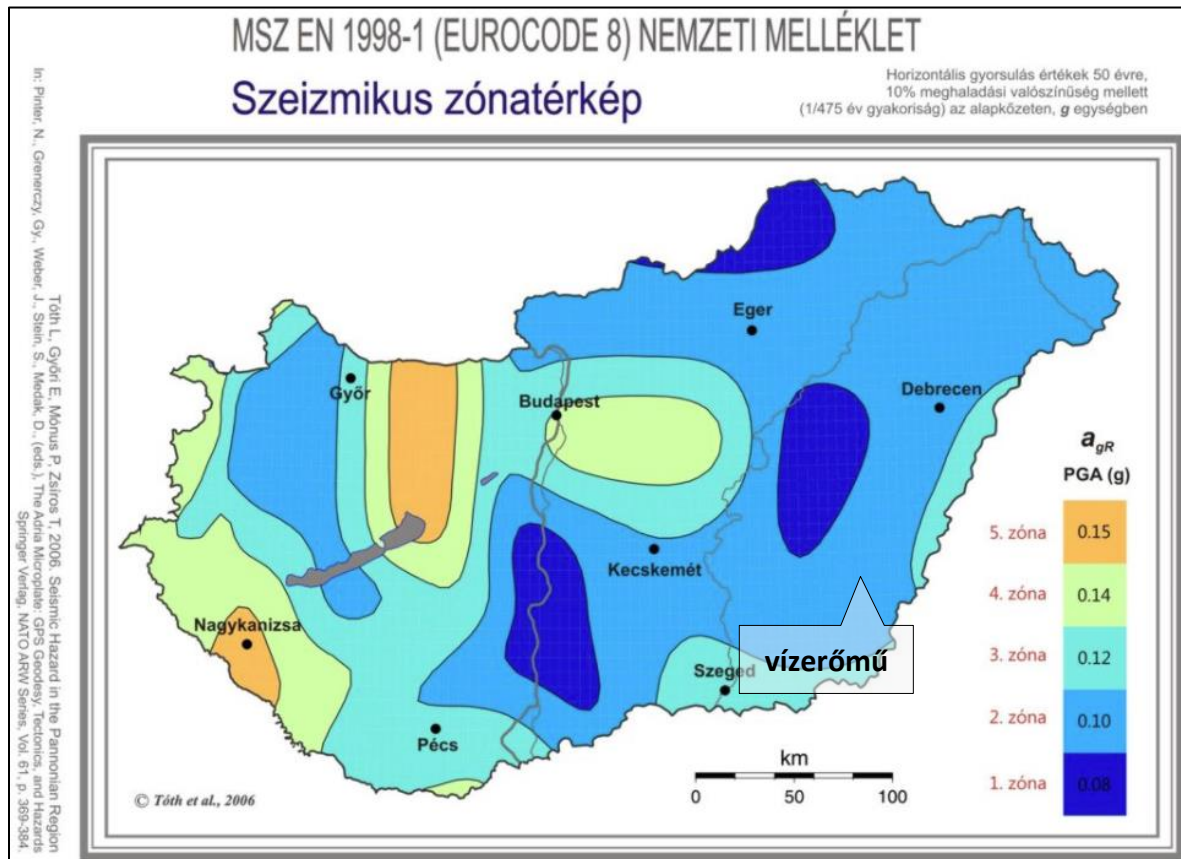 MSZ EN 1998-1 (EUROCODE 8) NEMZETI MELLÉKLET
Szeizmikus zónatérkép
Horizontális gyorsulás értékek 50 évre,
10% meghaladási valószínűség mellett
(1/475 év gyakoriság) az alapkőzeten, g egységben
Tóth L, Győri E, Mónus P, Zsíros T, 2006. Seismic Hazard in the Pannonian Region
In: Pinter, N., Grenerczy, Gy., Weber, J., Stein, S., Medak, D., (eds.), The Adria Microplate: GPS Geodesy, Tectonics, and Hazards
Springer Verlag, NATO ARW Series, Vol. 61, p. 369-384.
Eger
Győr
Budapest
Debrecen
Kecskemét
Nagykanizsa
vízerőmű
Szeged
Pécs
a_gR
PGA (g)
5. zóna 0.15
4. zóna 0.14
3. zóna 0.12
2. zóna 0.10
1. zóna 0.08
km
0 50 100
© Tóth et al., 2006